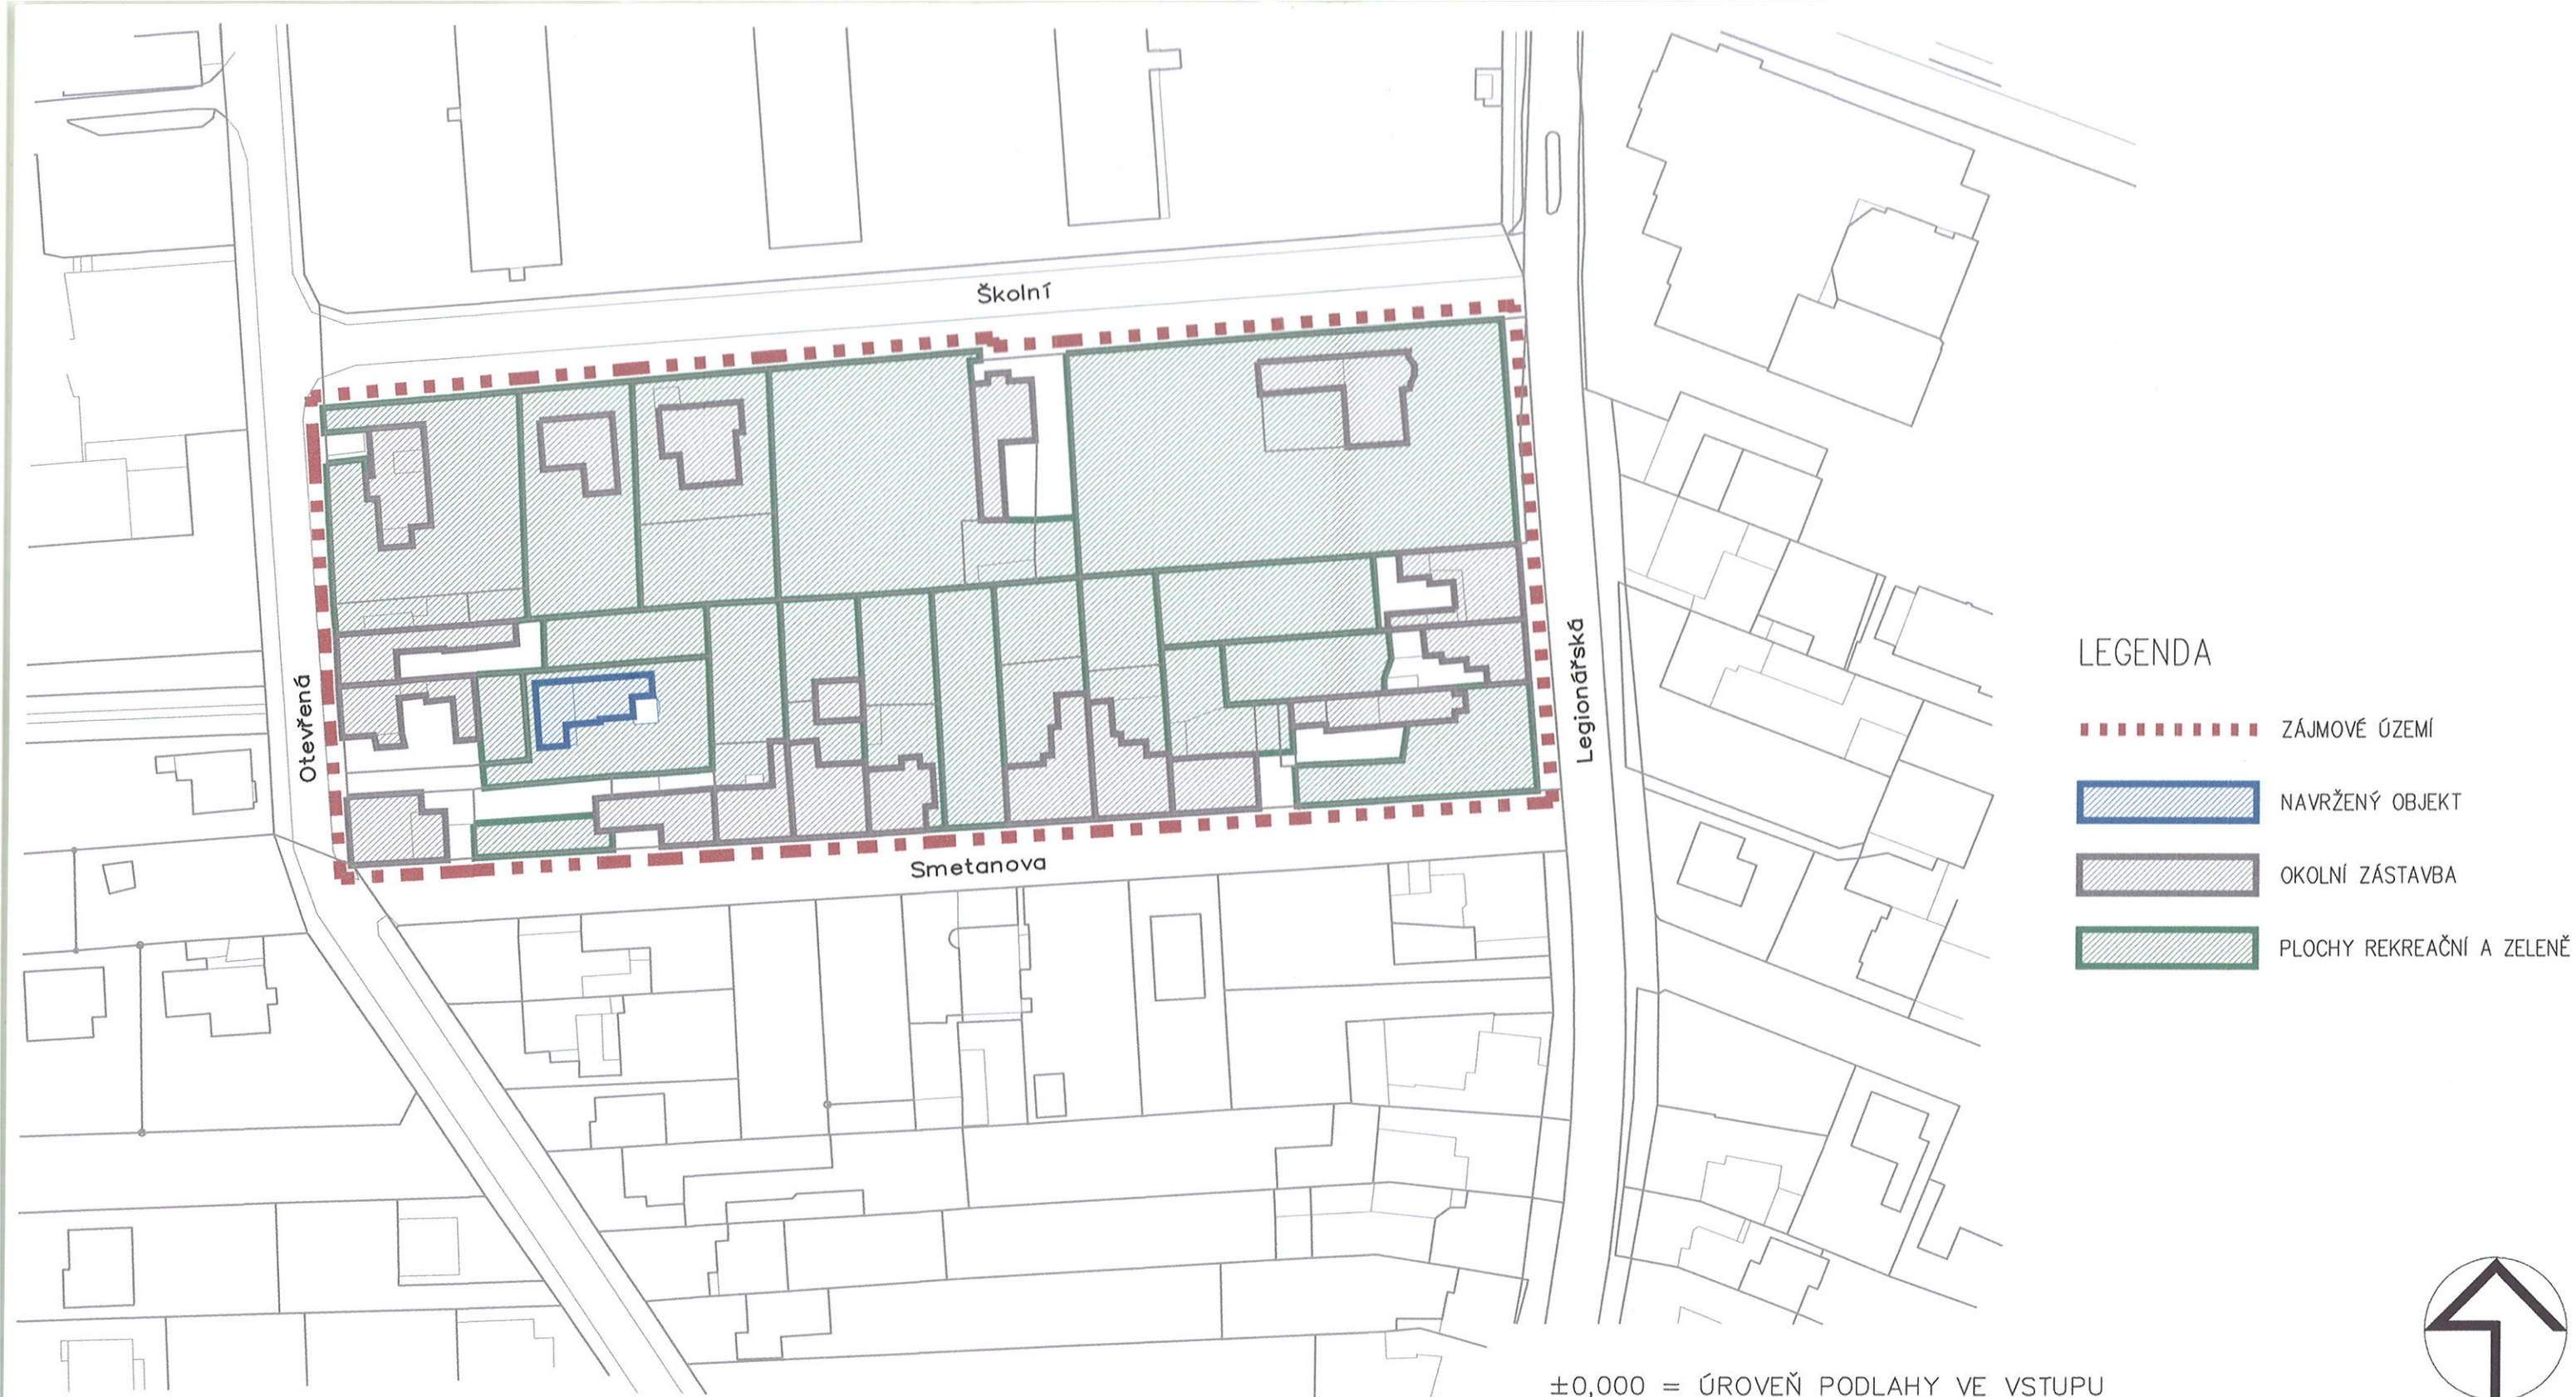 Školní
Otevřená
Legionářská
Smetanova
LEGENDA
ZÁJMOVÉ ÚZEMÍ
NAVRŽENÝ OBJEKT
OKOLNÍ ZÁSTAVBA
PLOCHY REKREAČNÍ A ZELENĚ
±0,000 = ÚROVEŇ PODLAHY VE VSTUPU